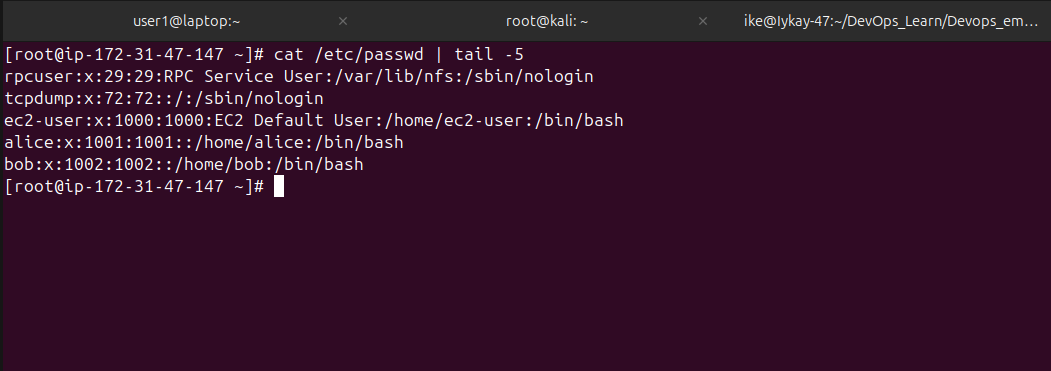 user1@laptop:~ × root@kali: ~ × ike@Iykay-47:~/DevOps_Learn/Devops_em…
[root@ip-172-31-47-147 ~]# cat /etc/passwd | tail -5
rpcuser:x:29:29:RPC Service User:/var/lib/nfs:/sbin/nologin
tcpdump:x:72:72::/:/sbin/nologin
ec2-user:x:1000:1000:EC2 Default User:/home/ec2-user:/bin/bash
alice:x:1001:1001::/home/alice:/bin/bash
bob:x:1002:1002::/home/bob:/bin/bash
[root@ip-172-31-47-147 ~]#